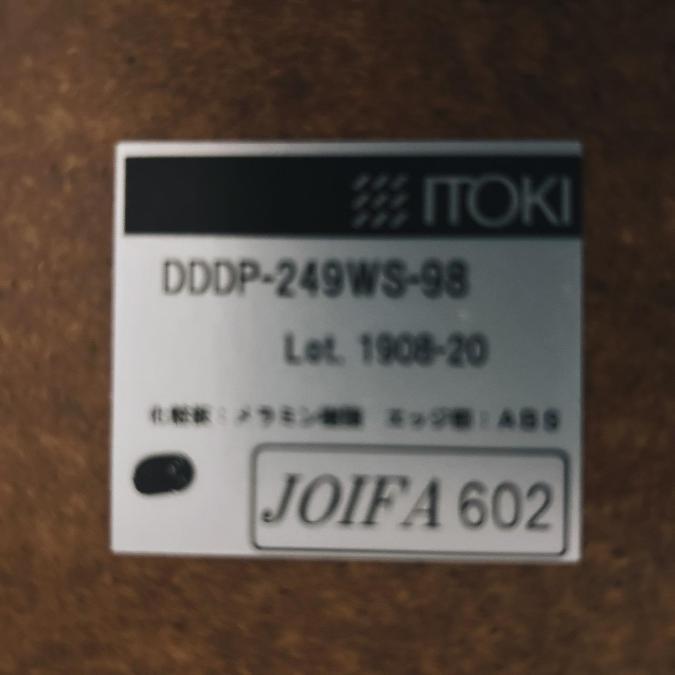 ITOKI
DDDP-249WS-98
Lot. 1908-20
化粧板：メラミン樹脂 エッジ部：ABS
JOIFA 602